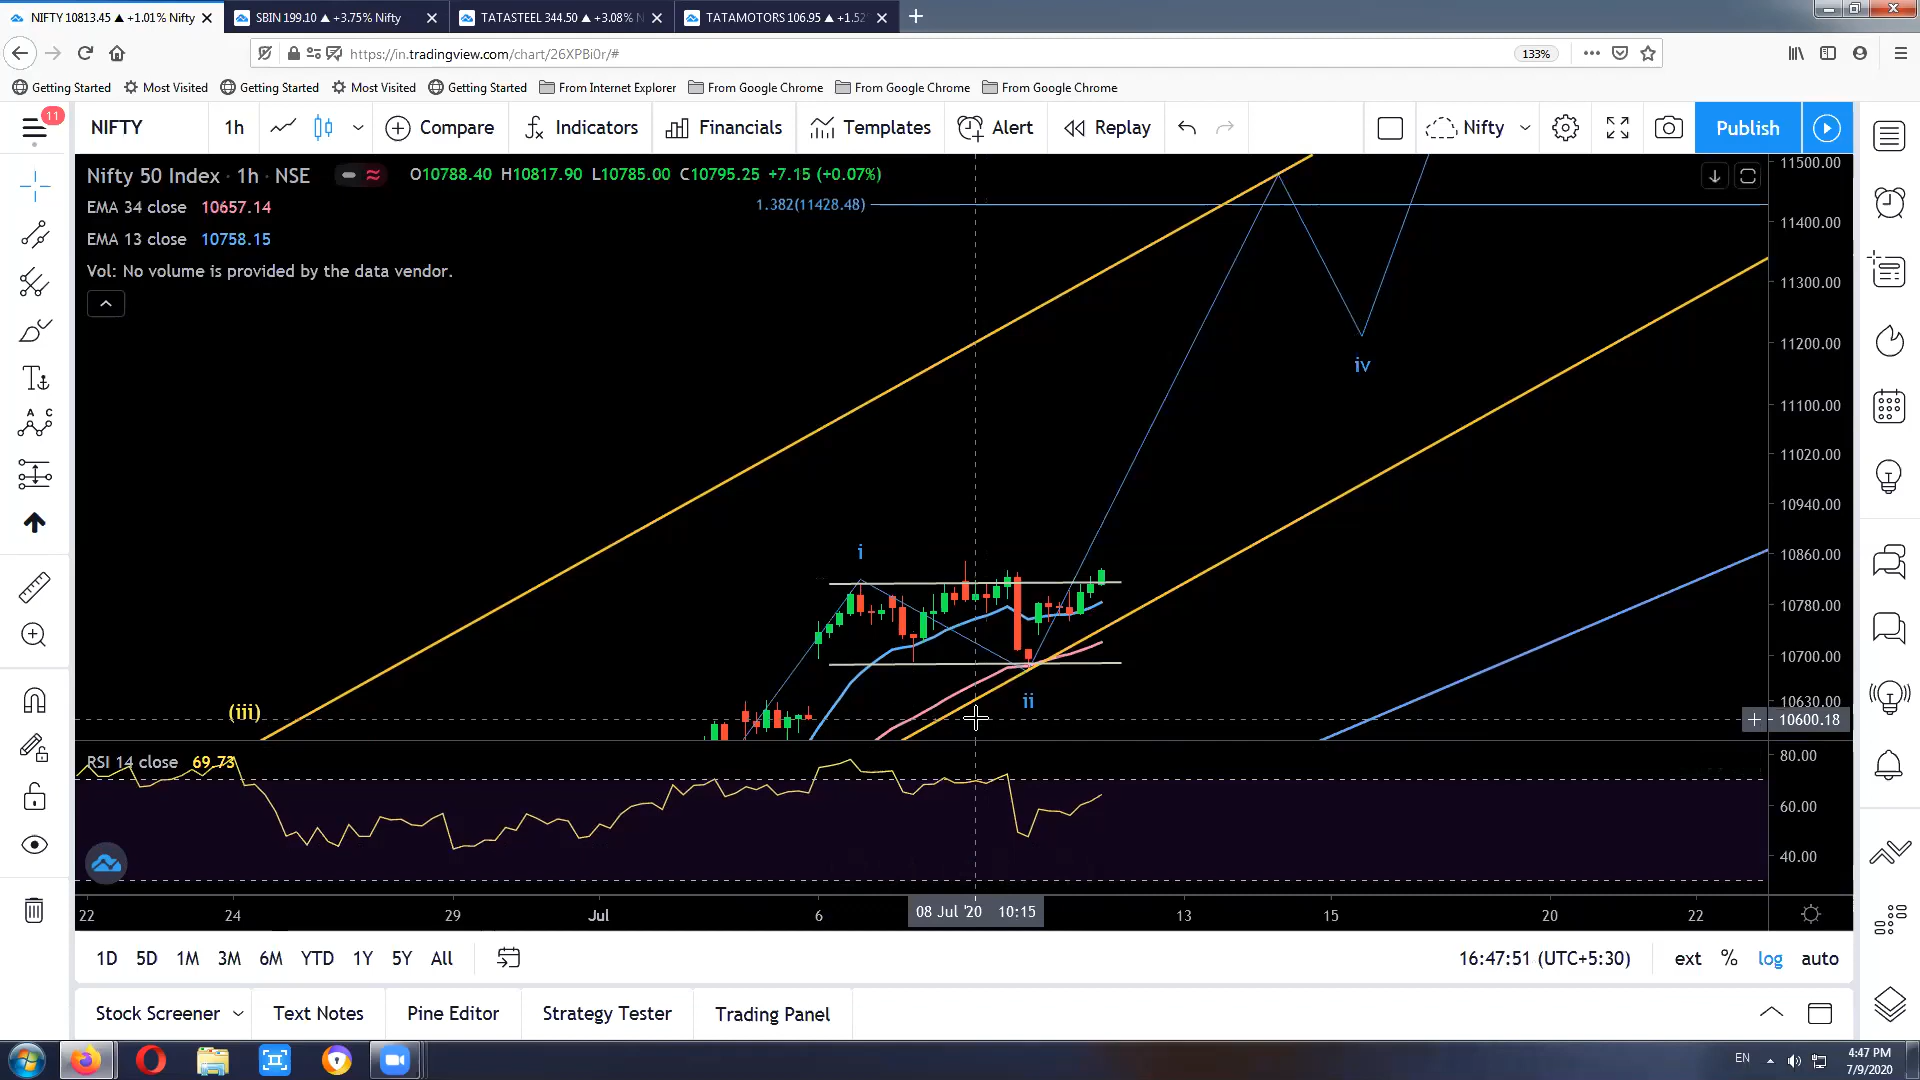 NIFTY 10813.45 ▲ +1.01% Nifty
SBIN 199.10 ▲ +3.75% Nifty
TATASTEEL 344.50 ▲ +3.08% N
TATAMOTORS 106.95 ▲ +1.52%
https://in.tradingview.com/chart/26XPBi0r/#
133%
Getting Started Most Visited Getting Started Most Visited Getting Started From Internet Explorer From Google Chrome From Google Chrome From Google Chrome
11
NIFTY 1h Compare Indicators Financials Templates Alert Replay Nifty Publish
Nifty 50 Index · 1h · NSE O10788.40 H10817.90 L10785.00 C10795.25 +7.15 (+0.07%)
EMA 34 close 10657.14
EMA 13 close 10758.15
Vol: No volume is provided by the data vendor.
1.382(11428.48)
11500.00
11400.00
11300.00
11200.00
11100.00
11020.00
10940.00
10860.00
10780.00
10700.00
10630.00
10600.18
iv
i
ii
(iii)
RSI 14 close 69.73
80.00
60.00
40.00
22 24 29 Jul 6 08 Jul '20 10:15 13 15 20 22
1D 5D 1M 3M 6M YTD 1Y 5Y All 16:47:51 (UTC+5:30) ext % log auto
Stock Screener Text Notes Pine Editor Strategy Tester Trading Panel
EN
4:47 PM
7/9/2020